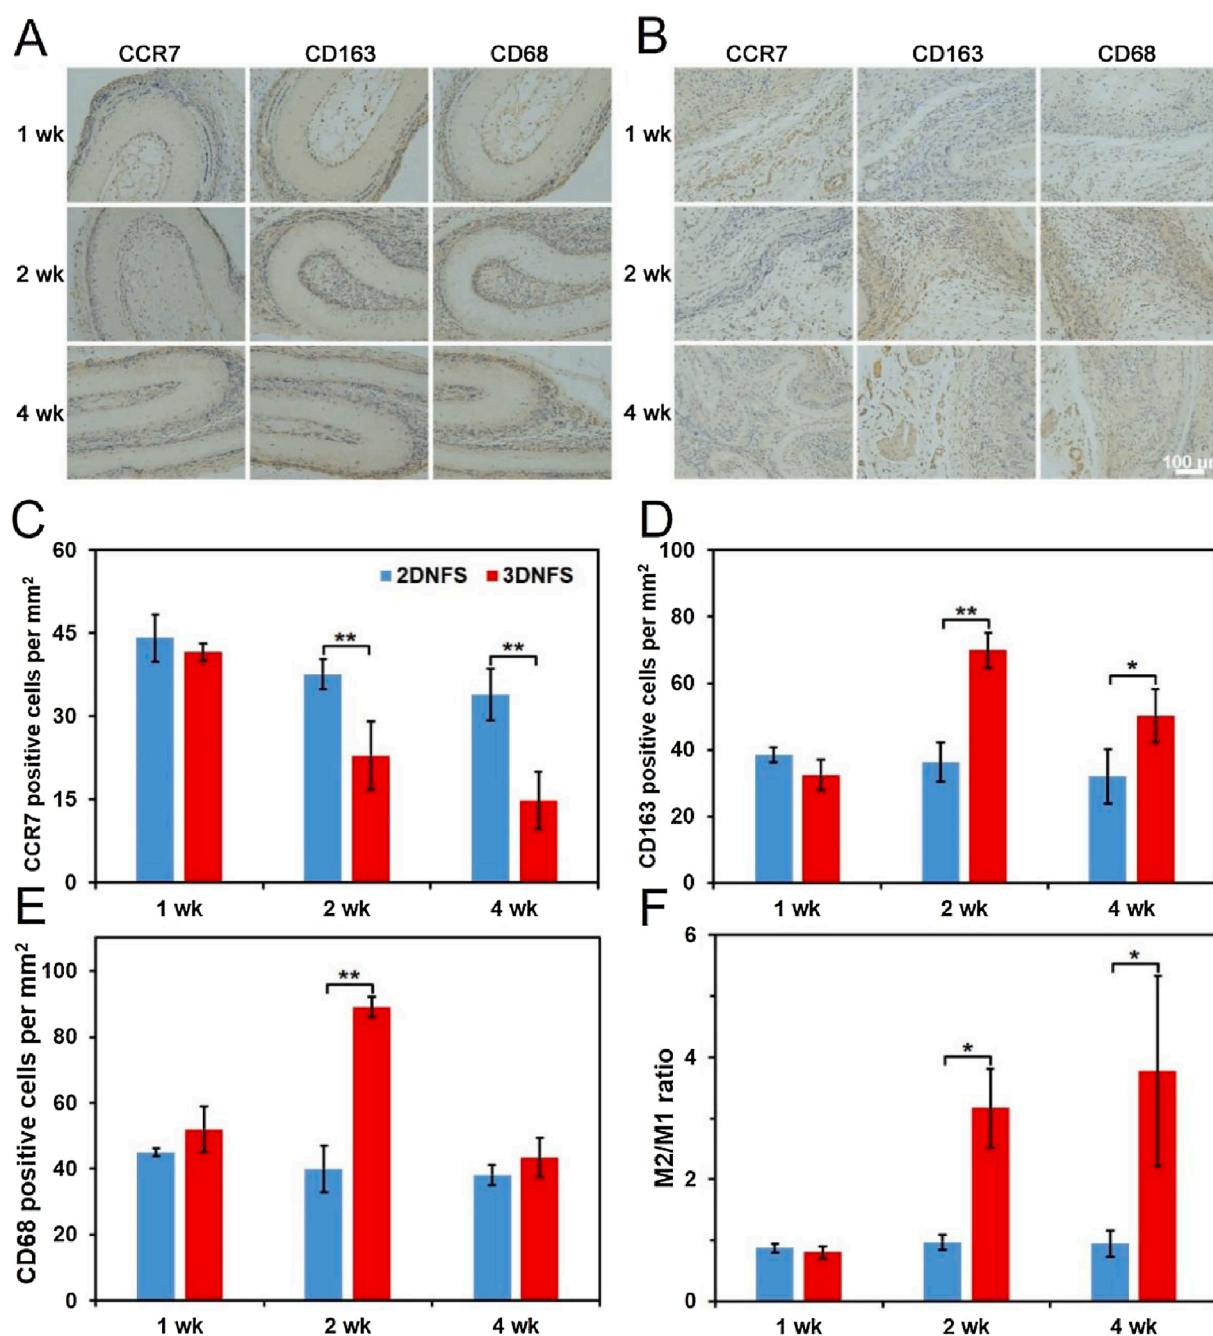 A
CCR7 CD163 CD68
1 wk
2 wk
4 wk
B
CCR7 CD163 CD68
1 wk
2 wk
4 wk
100 μm
C
CCR7 positive cells per mm²
60
45
30
15
0
2DNFS 3DNFS
**
**
1 wk 2 wk 4 wk
D
CD163 positive cells per mm²
100
80
60
40
20
0
**
*
1 wk 2 wk 4 wk
E
CD68 positive cells per mm²
100
80
60
40
20
0
**
1 wk 2 wk 4 wk
F
M2/M1 ratio
6
4
2
0
*
*
1 wk 2 wk 4 wk